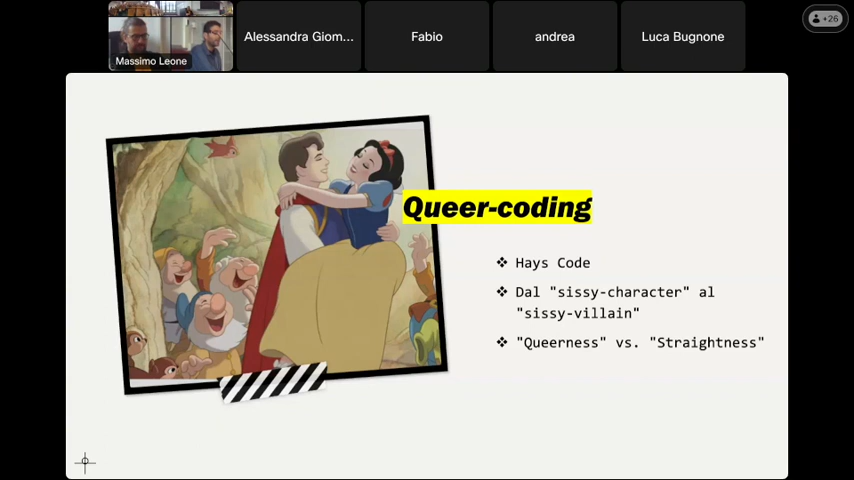 Massimo Leone
Alessandra Giom...
Fabio
andrea
Luca Bugnone
+26
Queer-coding
Hays Code
Dal "sissy-character" al
"sissy-villain"
"Queerness" vs. "Straightness"